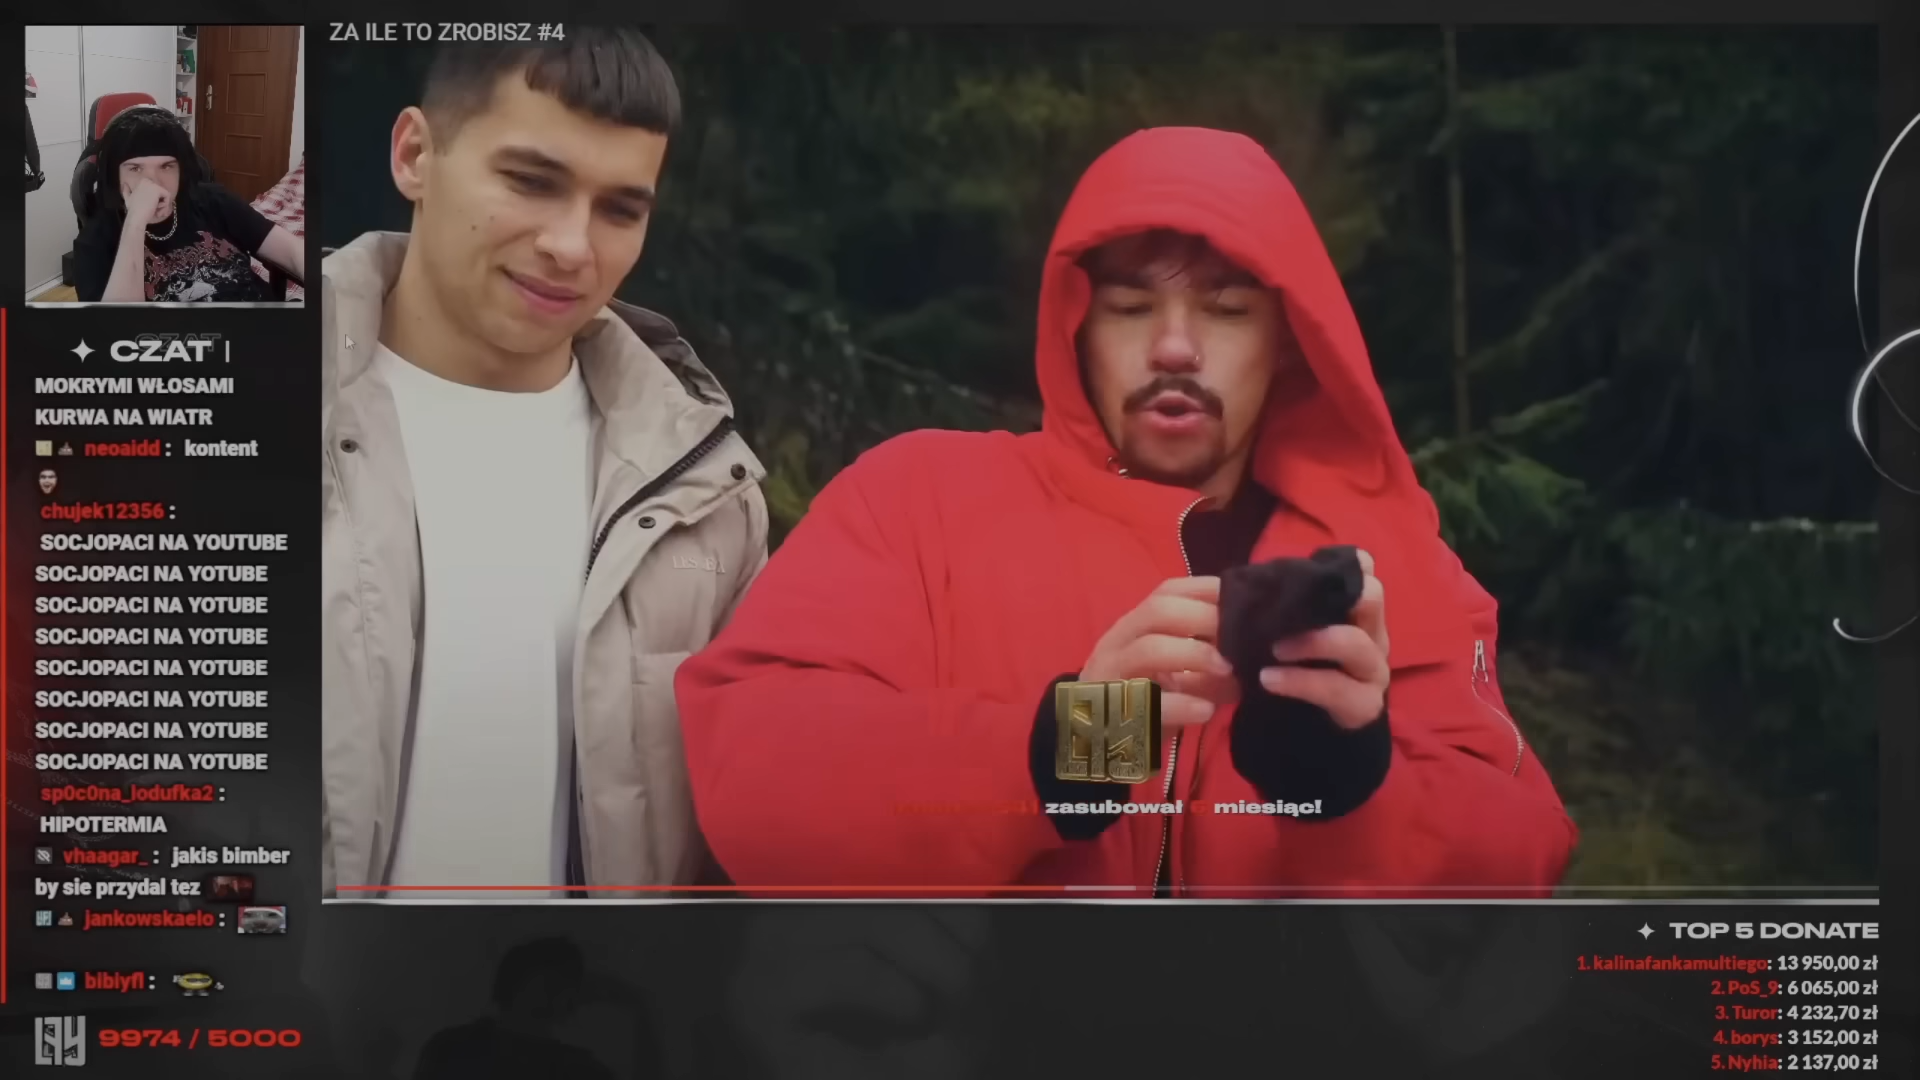 ZA ILE TO ZROBISZ #4
CZAT
MOKRYMI WŁOSAMI
KURWA NA WIATR
neoaidd: kontent
chujek12356:
SOCJOPACI NA YOUTUBE
SOCJOPACI NA YOTUBE
SOCJOPACI NA YOTUBE
SOCJOPACI NA YOTUBE
SOCJOPACI NA YOTUBE
SOCJOPACI NA YOTUBE
SOCJOPACI NA YOTUBE
SOCJOPACI NA YOTUBE
sp0c0na_lodufka2:
HIPOTERMIA
vhaagar_: jakis bimber
by sie przydal tez
jankowskaelo:
bibiyfl:
9974 / 5000
zasubował 6 miesiąc!
TOP 5 DONATE
1. kalinafankamultiego: 13 950,00 zł
2. PoS_9: 6 065,00 zł
3. Turor: 4 232,70 zł
4. borys: 3 152,00 zł
5. Nyhia: 2 137,00 zł